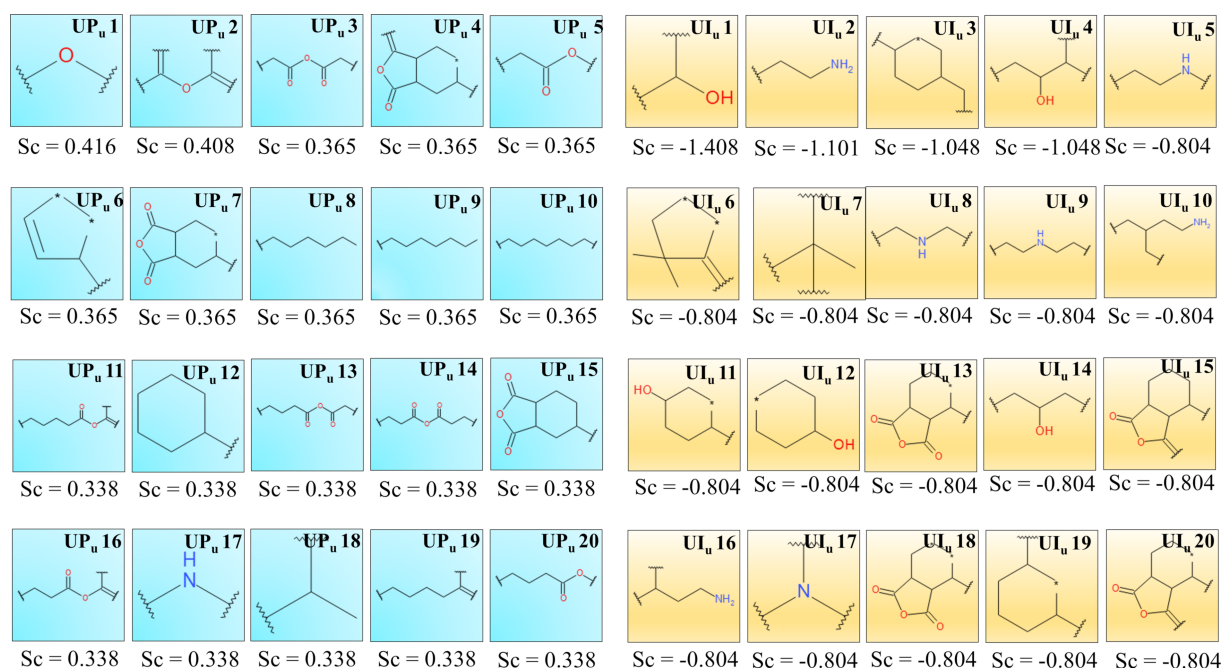 UPᵤ 1 UPᵤ 2 UPᵤ 3 UPᵤ 4 UPᵤ 5 UIᵤ 1 UIᵤ 2 UIᵤ 3 UIᵤ 4 UIᵤ 5
O O O O O O O O O OH NH₂ * OH H N
Sc = 0.416 Sc = 0.408 Sc = 0.365 Sc = 0.365 Sc = 0.365 Sc = -1.408 Sc = -1.101 Sc = -1.048 Sc = -1.048 Sc = -0.804
UPᵤ 6 UPᵤ 7 UPᵤ 8 UPᵤ 9 UPᵤ 10 UIᵤ 6 UIᵤ 7 UIᵤ 8 UIᵤ 9 UIᵤ 10
* * O O O * * * N H H N NH₂
Sc = 0.365 Sc = 0.365 Sc = 0.365 Sc = 0.365 Sc = 0.365 Sc = -0.804 Sc = -0.804 Sc = -0.804 Sc = -0.804 Sc = -0.804
UPᵤ 11 UPᵤ 12 UPᵤ 13 UPᵤ 14 UPᵤ 15 UIᵤ 11 UIᵤ 12 UIᵤ 13 UIᵤ 14 UIᵤ 15
O O O O O O O O O O O HO * * OH O O O * OH O O *
Sc = 0.338 Sc = 0.338 Sc = 0.338 Sc = 0.338 Sc = 0.338 Sc = -0.804 Sc = -0.804 Sc = -0.804 Sc = -0.804 Sc = -0.804
UPᵤ 16 UPᵤ 17 UPᵤ 18 UPᵤ 19 UPᵤ 20 UIᵤ 16 UIᵤ 17 UIᵤ 18 UIᵤ 19 UIᵤ 20
O O H N O O NH₂ N O O O * * O O *
Sc = 0.338 Sc = 0.338 Sc = 0.338 Sc = 0.338 Sc = 0.338 Sc = -0.804 Sc = -0.804 Sc = -0.804 Sc = -0.804 Sc = -0.804